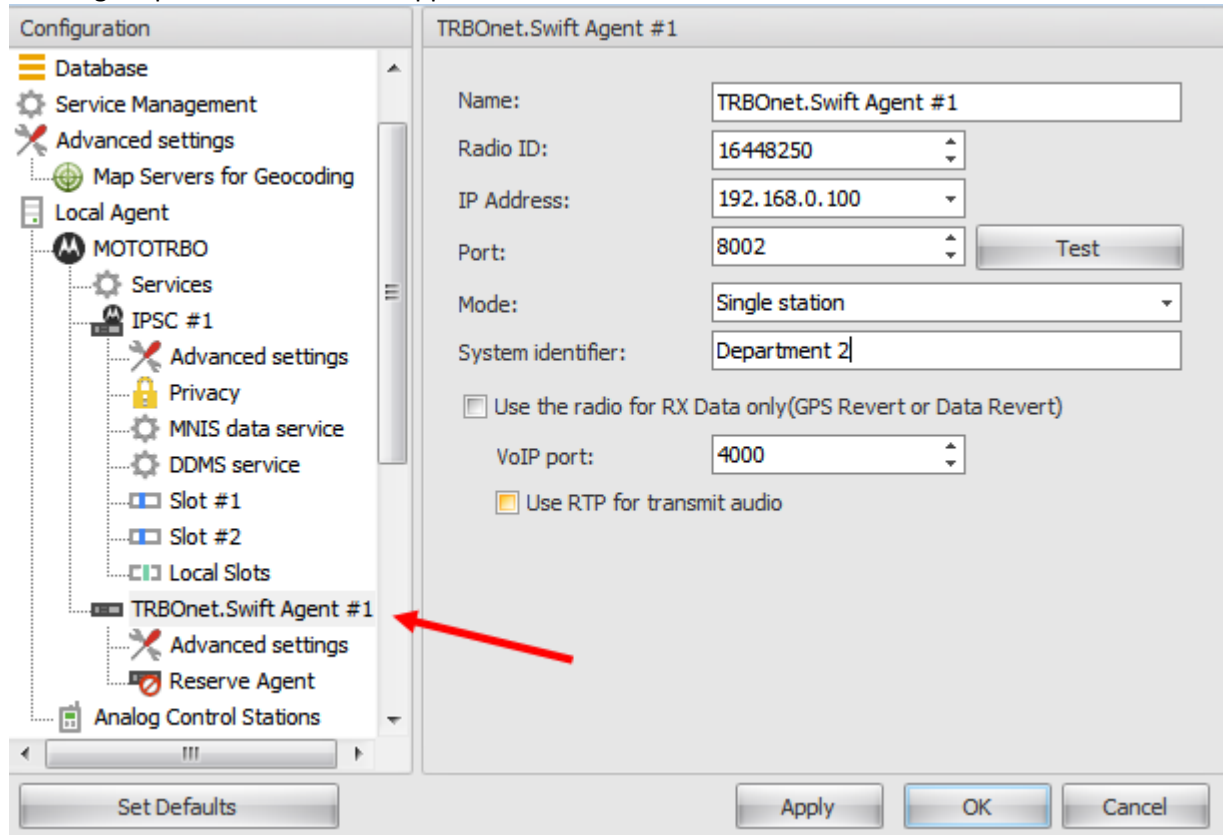 Configuration
Database
Service Management
Advanced settings
Map Servers for Geocoding
Local Agent
MOTOTRBO
Services
IPSC #1
Advanced settings
Privacy
MNIS data service
DDMS service
Slot #1
Slot #2
Local Slots
TRBOnet.Swift Agent #1
Advanced settings
Reserve Agent
Analog Control Stations
TRBOnet.Swift Agent #1
Name: TRBOnet.Swift Agent #1
Radio ID: 16448250
IP Address: 192.168.0.100
Port: 8002 Test
Mode: Single station
System identifier: Department 2
Use the radio for RX Data only(GPS Revert or Data Revert)
VoIP port: 4000
Use RTP for transmit audio
Set Defaults Apply OK Cancel